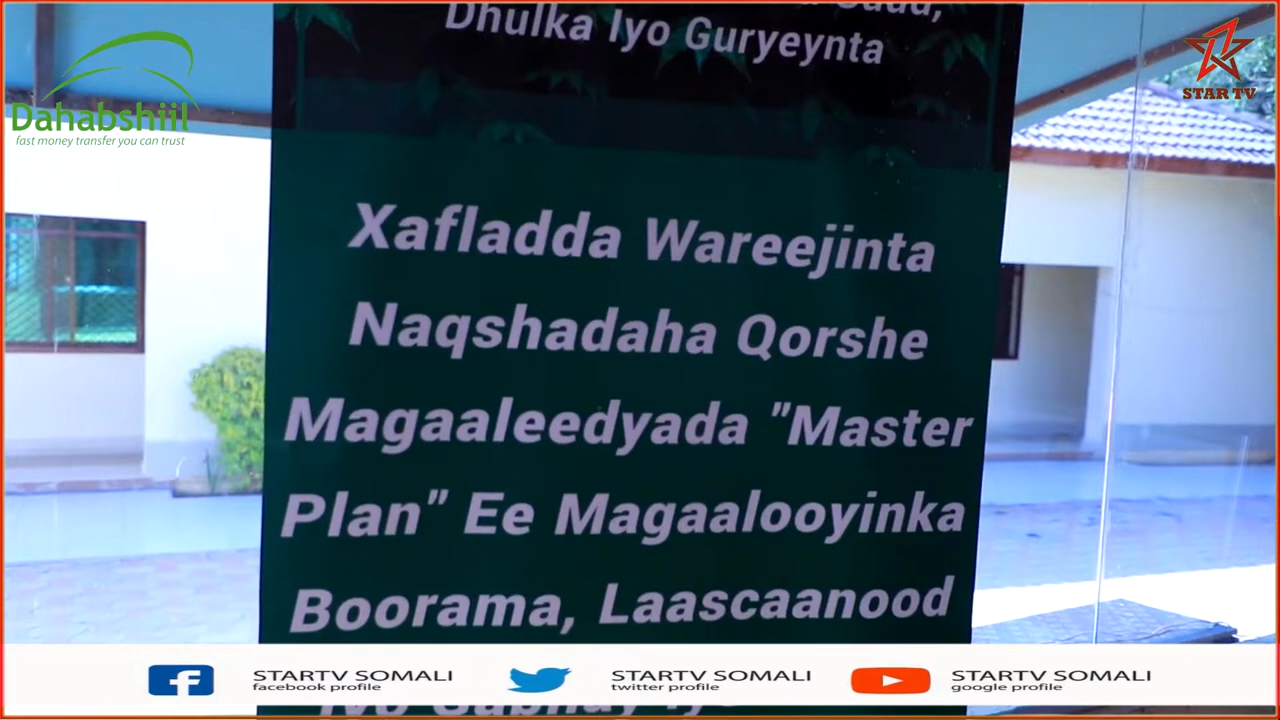 Dhulka Iyo Guryeynta
Dahabshiil
fast money transfer you can trust
STAR TV
Xafladda Wareejinta
Naqshadaha Qorshe
Magaaleedyada "Master
Plan" Ee Magaalooyinka
Boorama, Laascaanood
STARTV SOMALI
facebook profile
STARTV SOMALI
twitter profile
STARTV SOMALI
google profile